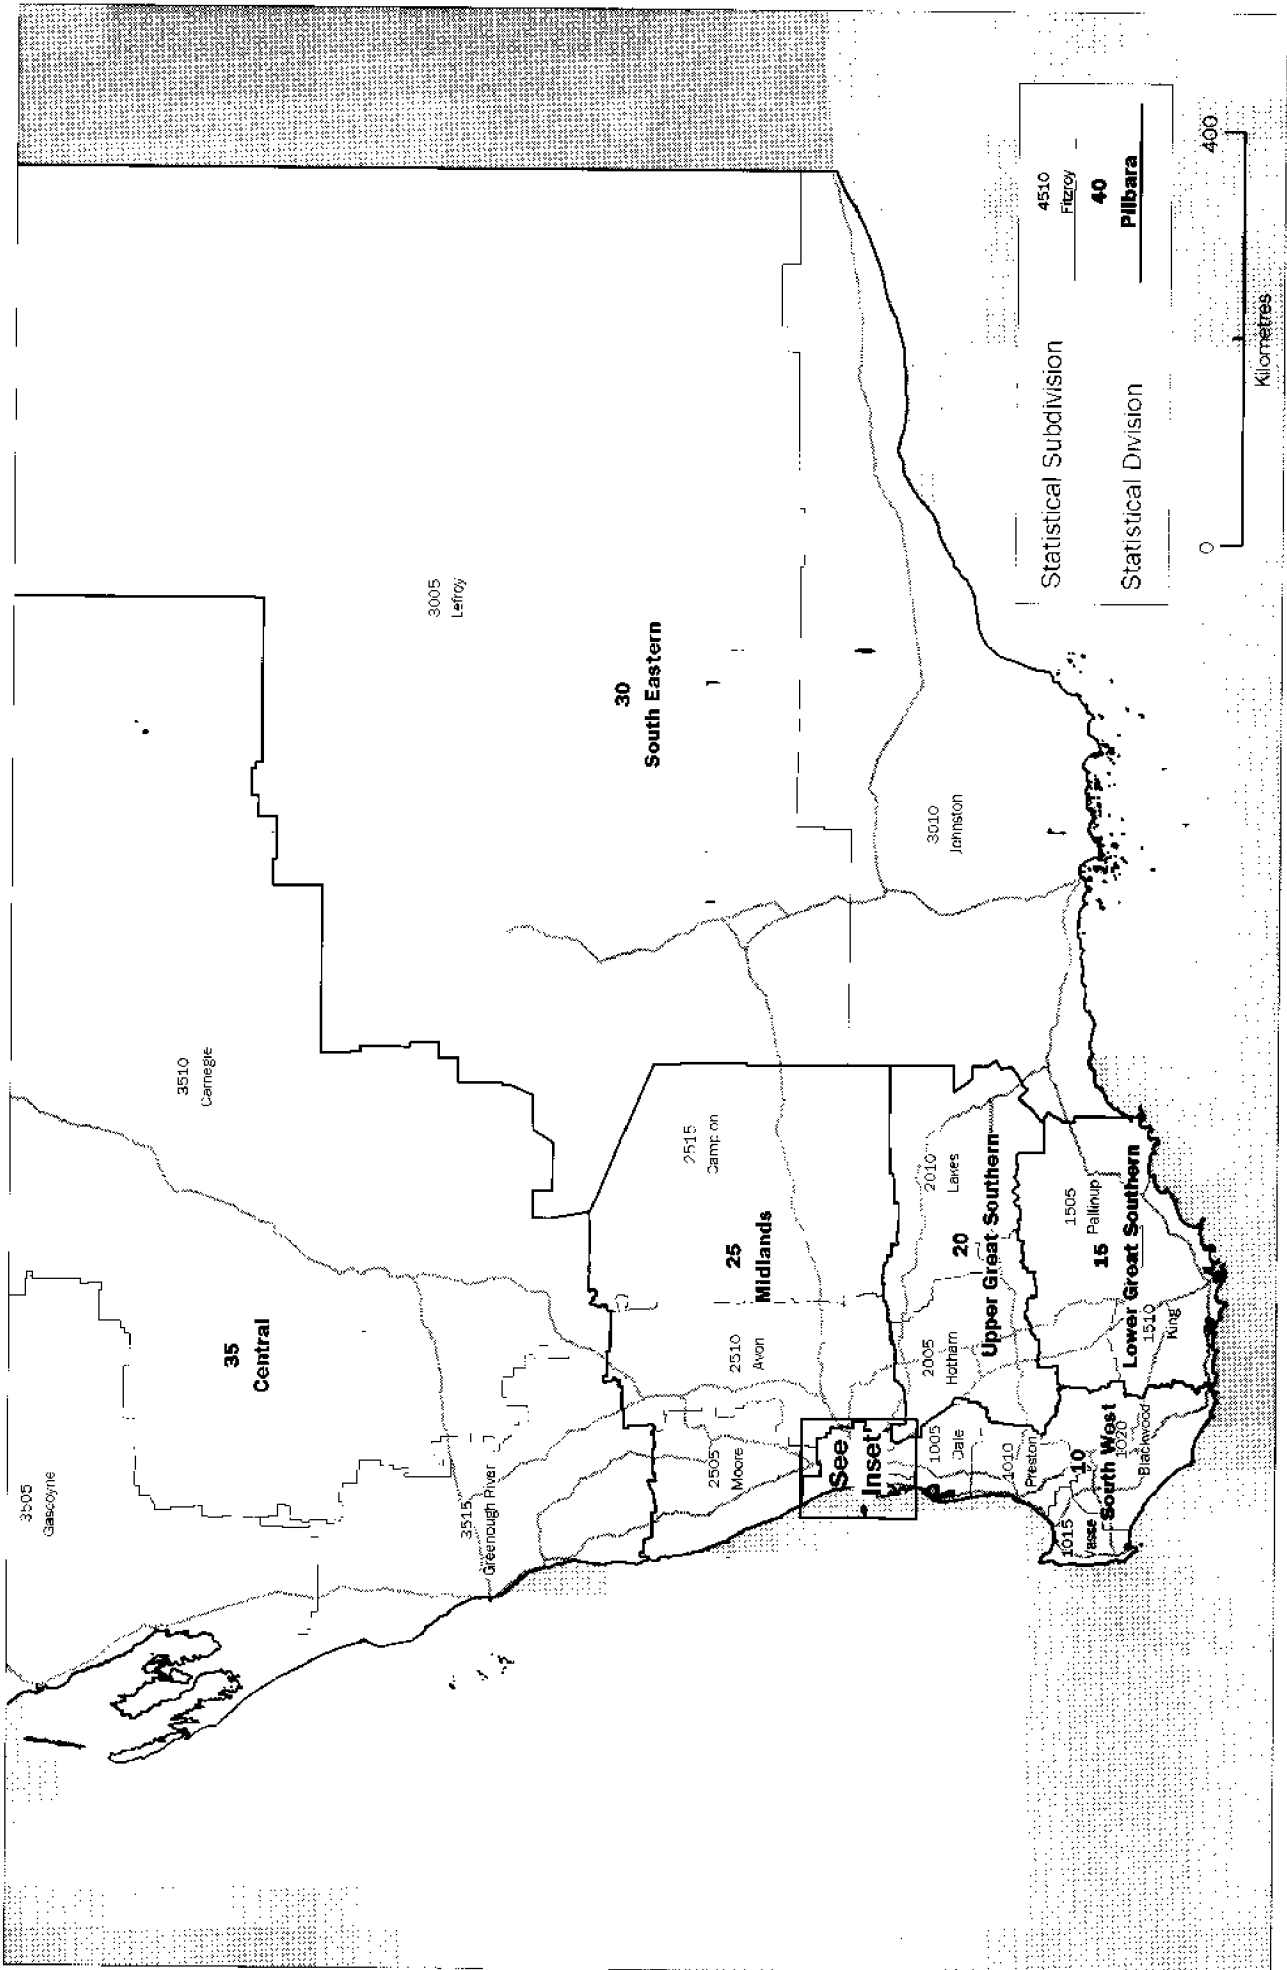 3505
Gascoyne
3510
Carnegie
35
Central
3515
Greenough River
3005
Lefroy
30
South Eastern
2515
Camp on
25
Midlands
2510
Avon
2505
Moore
See
Inset
3010
Johnston
2010
Lakes
20
Upper Great Southern
2005
Hotham
1005
Dale
1010
Preston
10
South West
1015
Vasse
1020
Blackwood
1505
Pallinup
15
Lower Great Southern
1510
King
Statistical Subdivision
4510
Fitzroy
Statistical Division
40
Pilbara
0
400
Kilometres